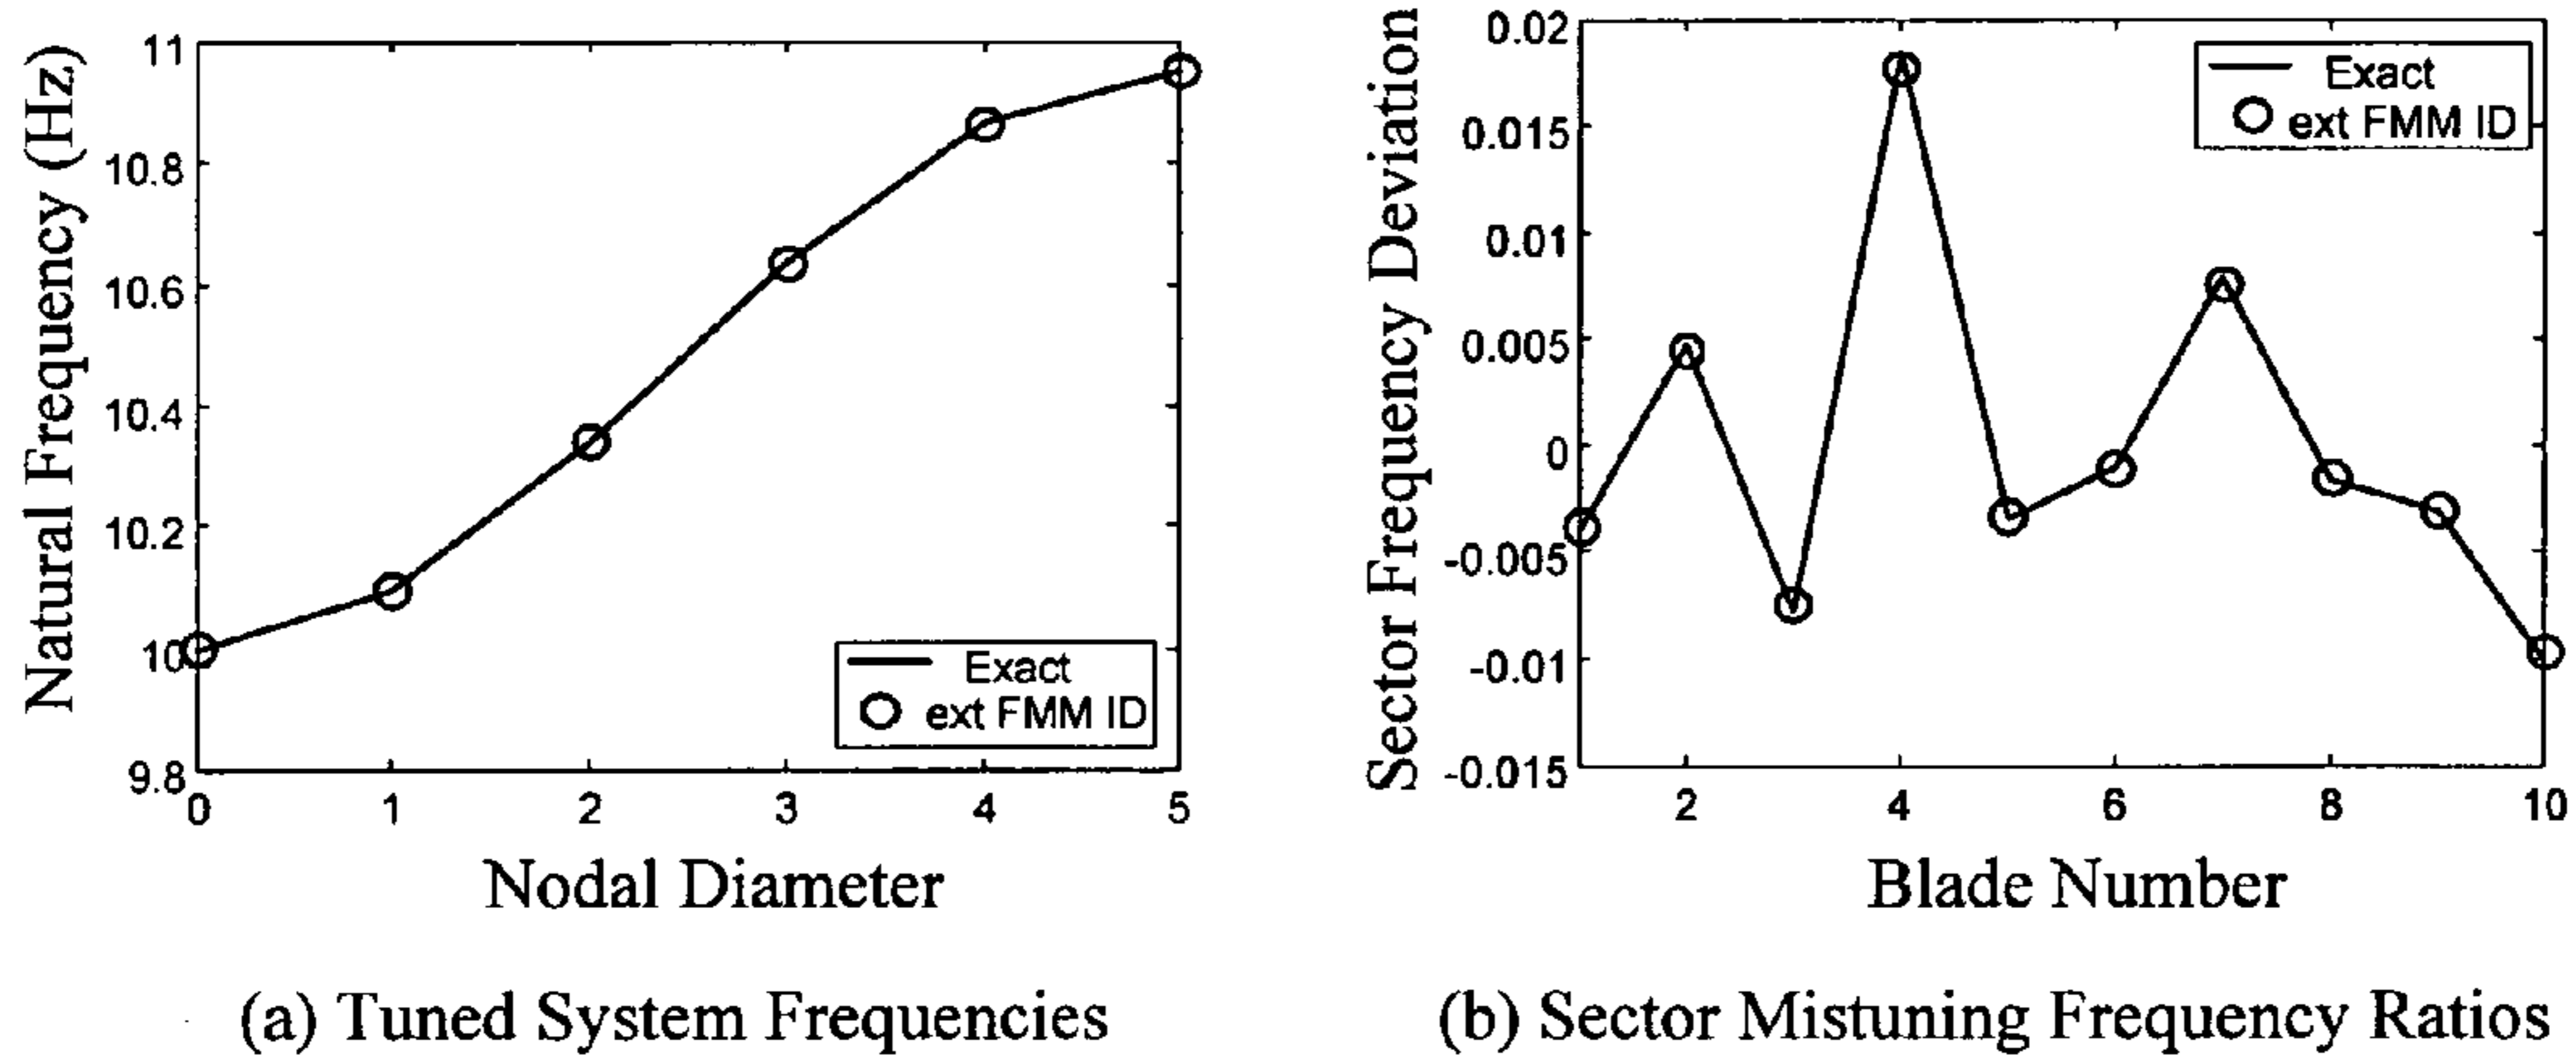 Natural Frequency (Hz)
11
10.8
10.6
10.4
10.2
10
9.8
0 1 2 3 4 5
Exact
ext FMM ID
Nodal Diameter
(a) Tuned System Frequencies
Sector Frequency Deviation
0.02
0.015
0.01
0.005
0
-0.005
-0.01
-0.015
2 4 6 8 10
Exact
ext FMM ID
Blade Number
(b) Sector Mistuning Frequency Ratios